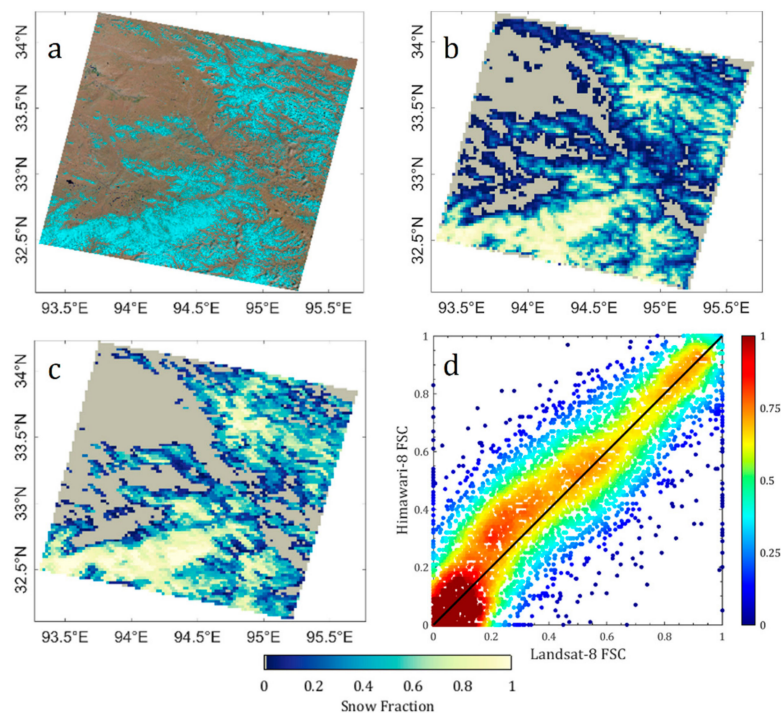 a
34°N
33.5°N
33°N
32.5°N
93.5°E 94°E 94.5°E 95°E 95.5°E
b
34°N
33.5°N
33°N
32.5°N
93.5°E 94°E 94.5°E 95°E 95.5°E
c
34°N
33.5°N
33°N
32.5°N
93.5°E 94°E 94.5°E 95°E 95.5°E
d
1
0.8
0.6
0.4
0.2
0
Himawari-8 FSC
0 0.2 0.4 0.6 0.8 1
Landsat-8 FSC
1
0.75
0.5
0.25
0
0 0.2 0.4 0.6 0.8 1
Snow Fraction